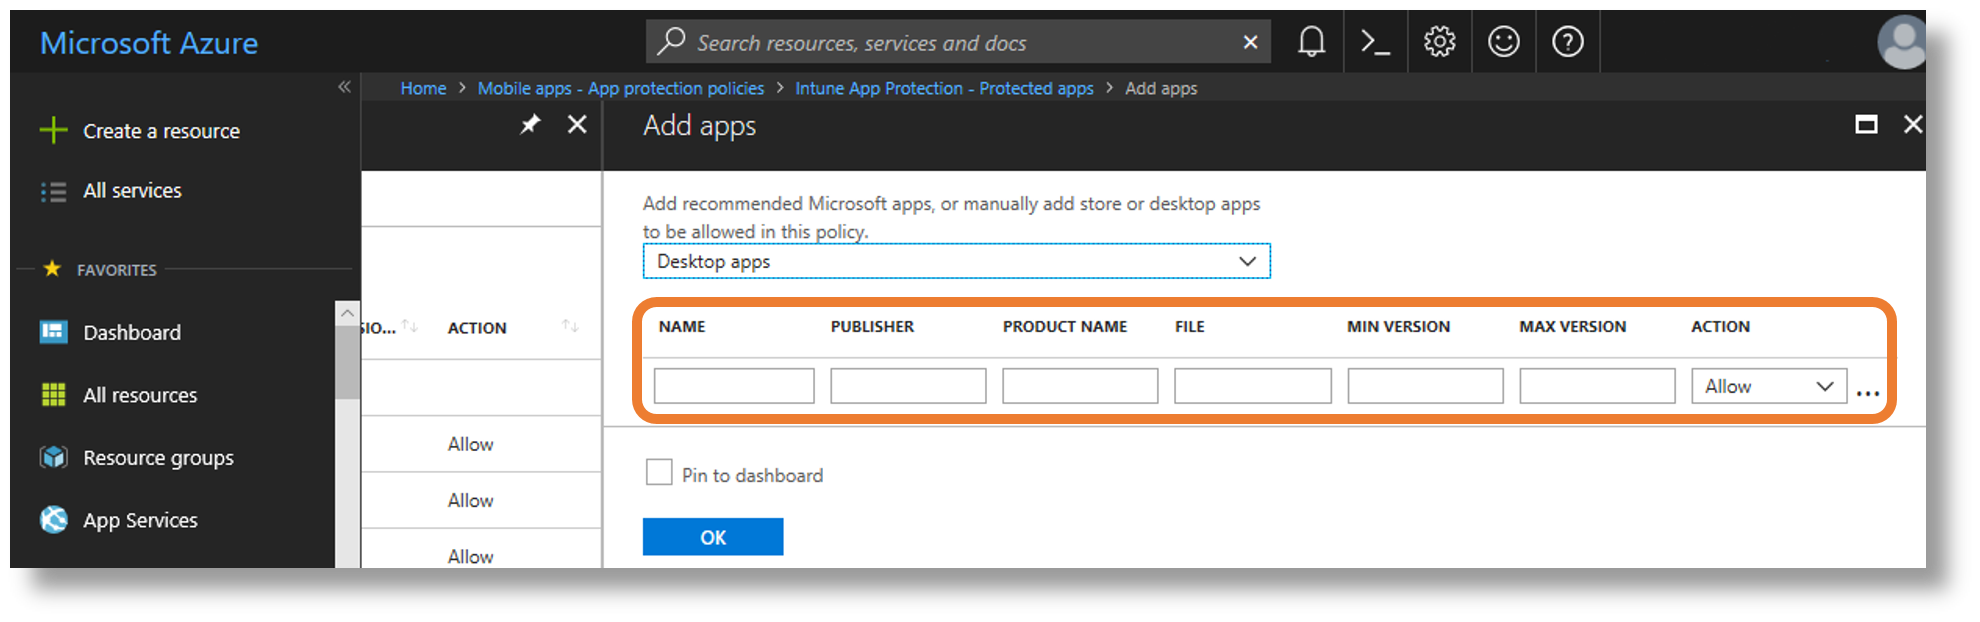 Microsoft Azure
Search resources, services and docs
Home > Mobile apps - App protection policies > Intune App Protection - Protected apps > Add apps
Create a resource
All services
FAVORITES
Dashboard
All resources
Resource groups
App Services
SIO... ACTION
Allow
Allow
Allow
Add apps
Add recommended Microsoft apps, or manually add store or desktop apps
to be allowed in this policy.
Desktop apps
NAME PUBLISHER PRODUCT NAME FILE MIN VERSION MAX VERSION ACTION
Allow ...
Pin to dashboard
OK